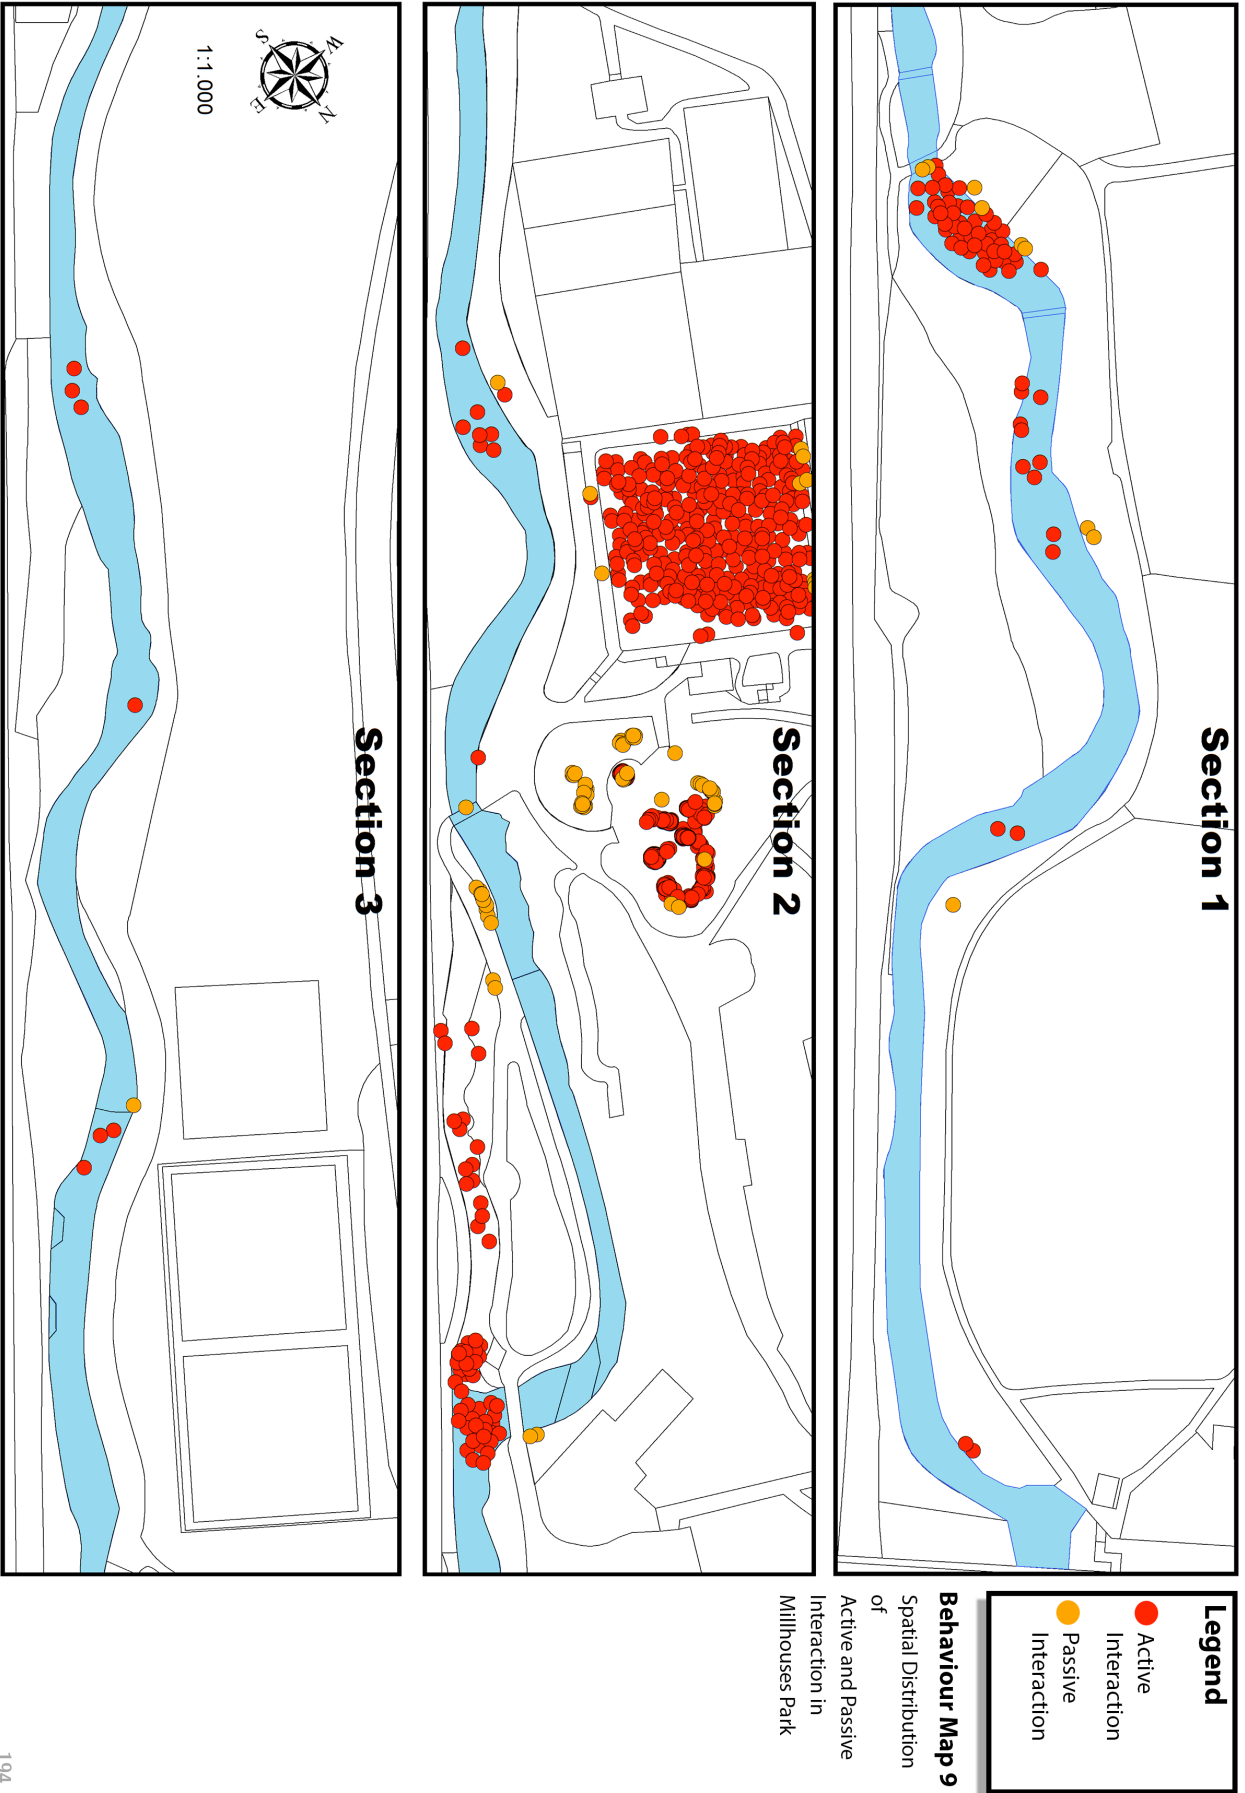 Section 1
Section 2
Section 3
S
W
E
N
1:1.000
Legend
Active
Interaction
Passive
Interaction
Behaviour Map 9
Spatial Distribution
of
Active and Passive
Interaction in
Millhouses Park
194